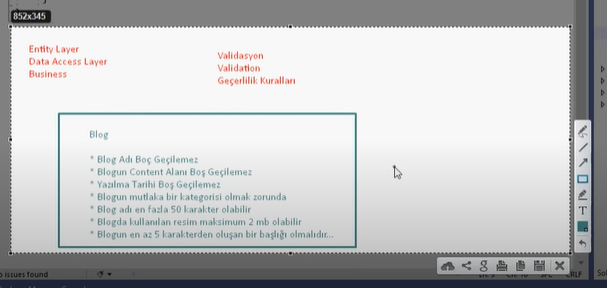 852x345
Entity Layer
Data Access Layer
Business
Validasyon
Validation
Geçerlilik Kuralları
Blog
* Blog Adı Boş Geçilemez
* Blogun Content Alanı Boş Geçilemez
* Yazılma Tarihi Boş Geçilemez
* Blogun mutlaka bir kategorisi olmak zorunda
* Blog adı en fazla 50 karakter olabilir
* Blogda kullanılan resim maksimum 2 mb olabilir
* Blogun en az 5 karakterden oluşan bir başlığı olmalıdır...
issues found